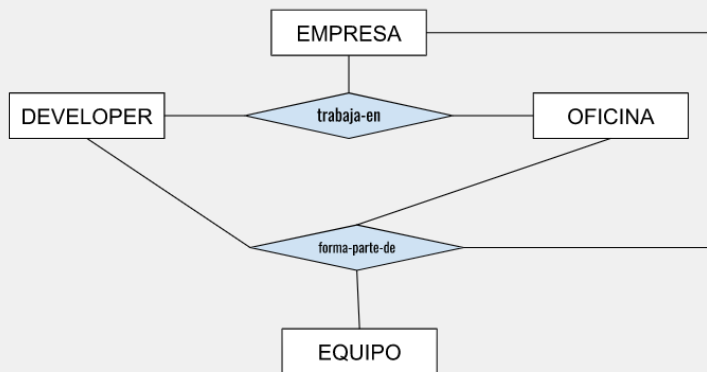 EMPRESA
DEVELOPER
trabaja-en
OFICINA
forma-parte-de
EQUIPO